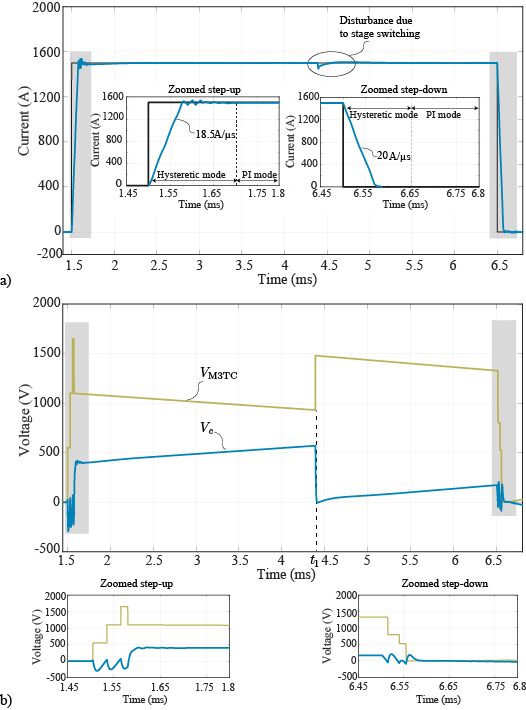 Disturbance due
to stage switching
1600
1200
800
400
0
-200
Current (A)
Zoomed step-up
1600
1200
800
400
0
Current (A)
18.5A/μs
Hysteretic mode
PI mode
1.45
1.55
1.65
1.75
1.8
Time (ms)
Zoomed step-down
1600
1200
800
400
0
Current (A)
Hysteretic mode
PI mode
20A/μs
6.45
6.55
6.65
6.75
6.8
Time (ms)
1.5
2
2.5
3
3.5
4
4.5
5
5.5
6
6.5
Time (ms)
a)
2000
1500
1000
500
0
-500
Voltage (V)
VM3TC
Vc
t1
1.5
2
2.5
3
3.5
4
4.5
5
5.5
6
6.5
Time (ms)
Zoomed step-up
2000
1500
1000
500
0
-500
Voltage (V)
1.45
1.55
1.65
1.75
1.8
Time (ms)
Zoomed step-down
2000
1500
1000
500
0
-500
Voltage (V)
6.45
6.55
6.65
6.75
6.8
Time (ms)
b)